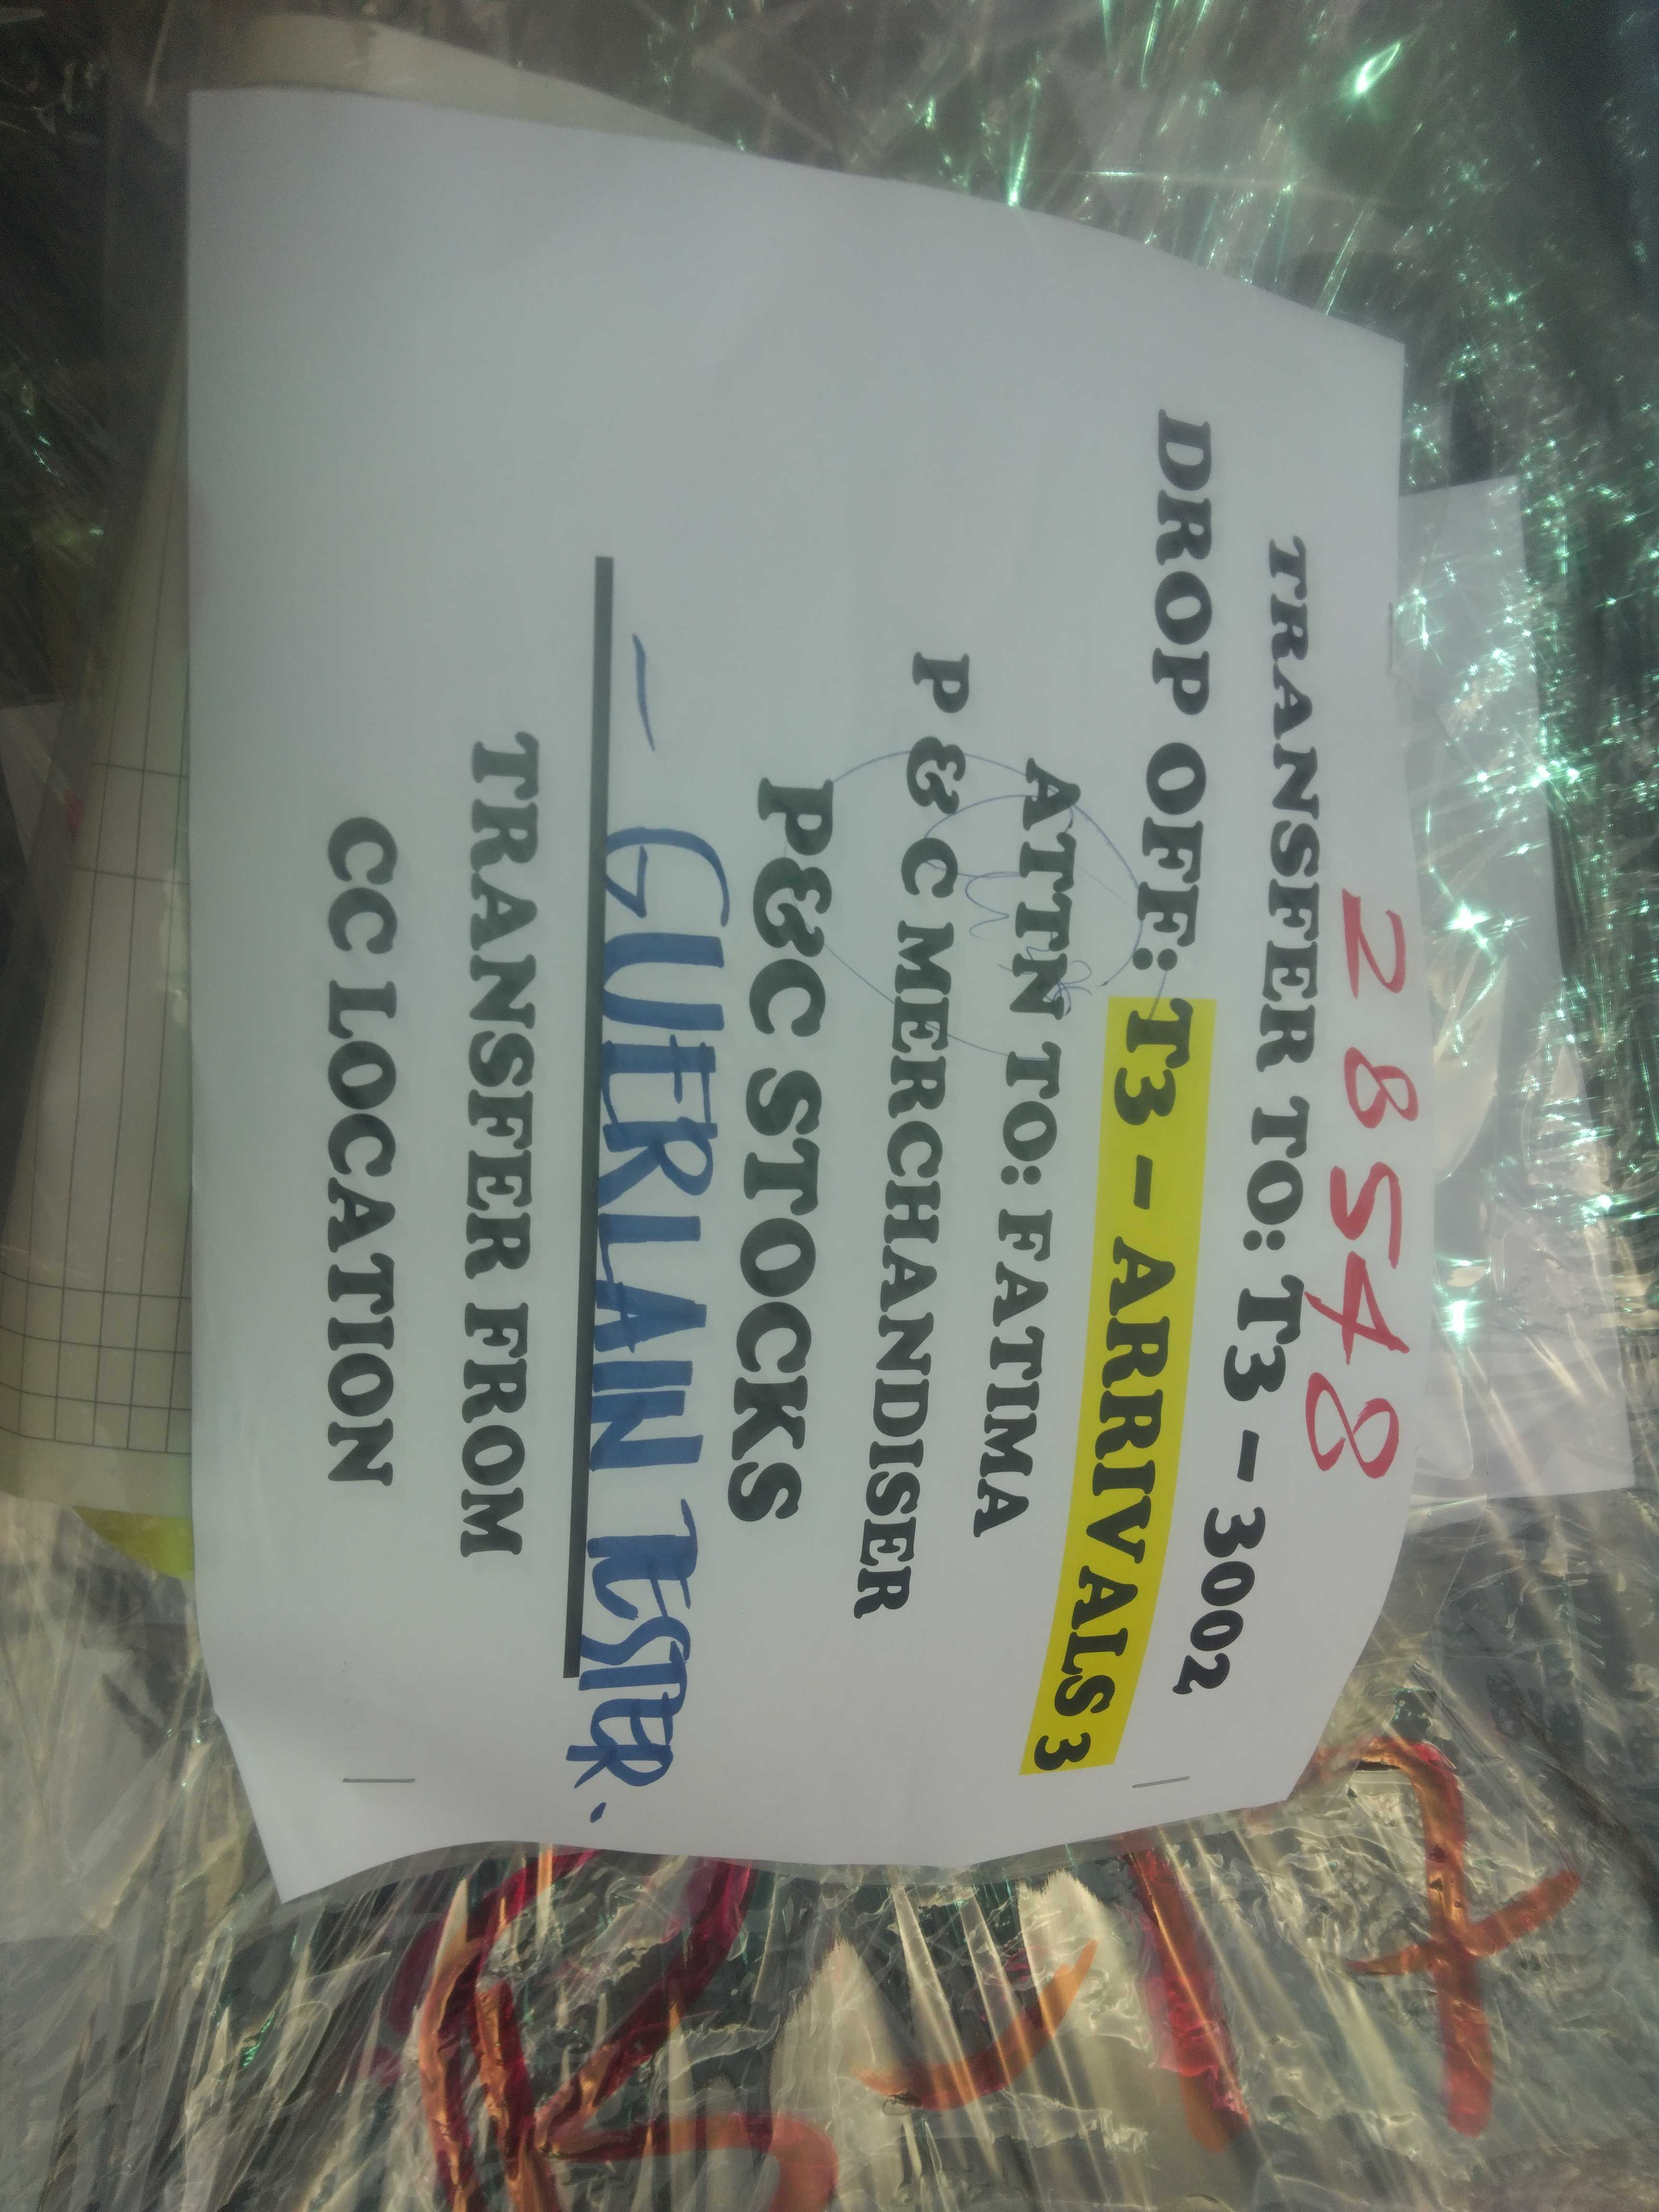 28548
TRANSFER TO: T3 - 3002
DROP OFF: T3 - ARRIVALS 3
ATTN TO: FATIMA
P & C MERCHANDISER
P&C STOCKS
- GUERLAIN TESTER.
TRANSFER FROM
CC LOCATION